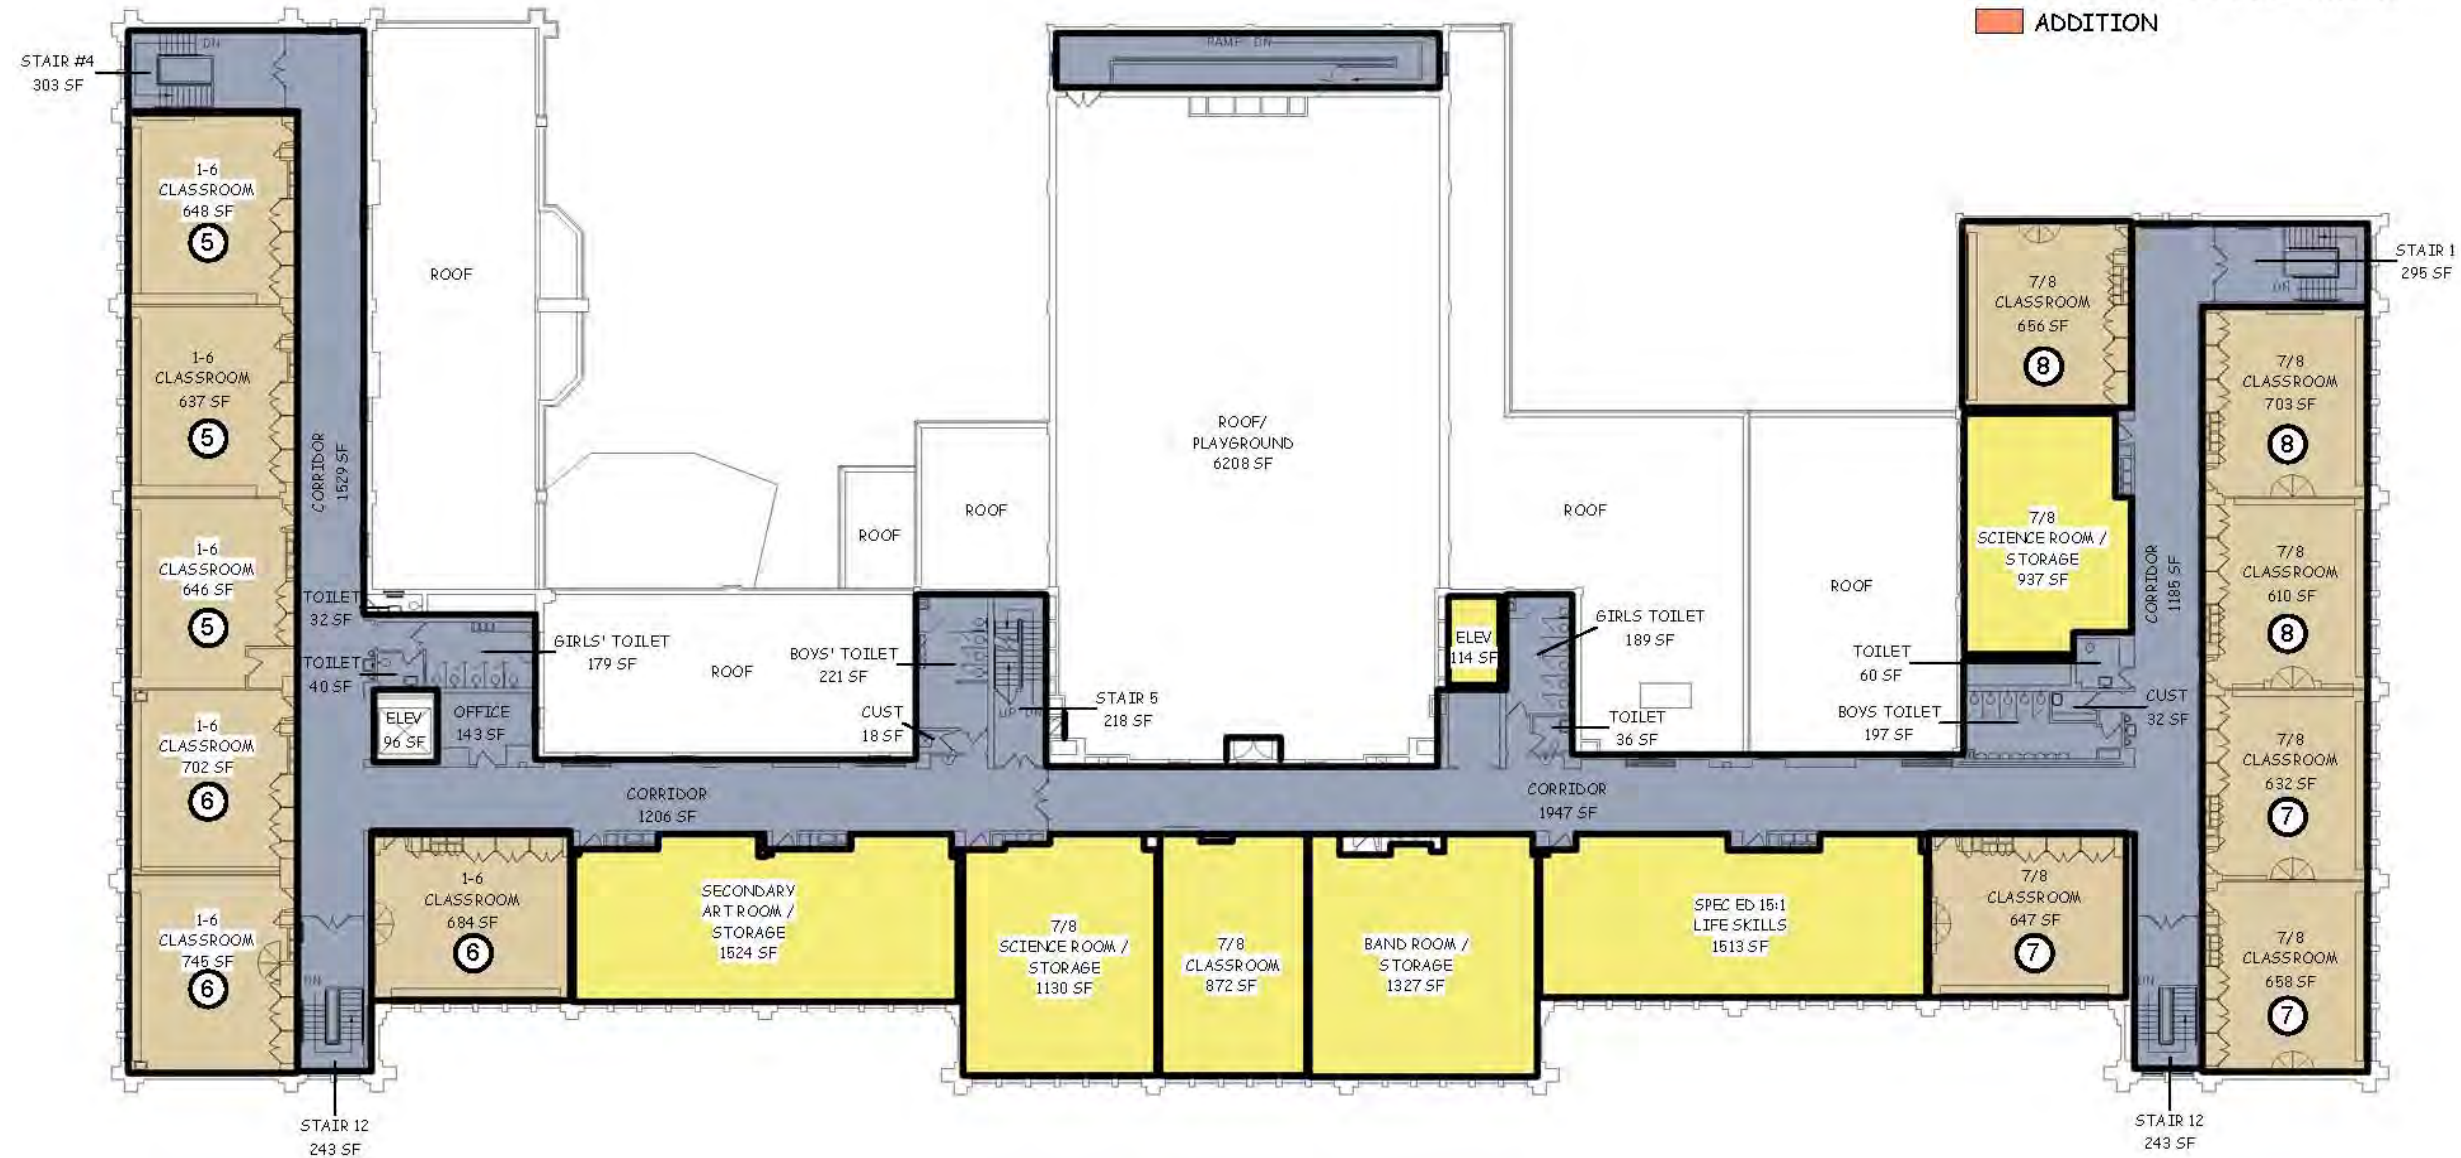 ADDITION
STAIR #4
303 SF
DN
RAMP DN
STAIR 1
295 SF
DN
1-6
CLASSROOM
648 SF
5
ROOF
7/8
CLASSROOM
656 SF
8
1-6
CLASSROOM
637 SF
5
7/8
CLASSROOM
703 SF
8
CORRIDOR
1529 SF
ROOF/
PLAYGROUND
6208 SF
ROOF
ROOF
ROOF
ROOF
7/8
SCIENCE ROOM /
STORAGE
937 SF
CORRIDOR
1185 SF
7/8
CLASSROOM
610 SF
8
1-6
CLASSROOM
646 SF
5
TOILET
32 SF
TOILET
40 SF
GIRLS' TOILET
179 SF
ROOF
BOYS' TOILET
221 SF
CUST
18 SF
UP DN
STAIR 5
218 SF
ELEV
114 SF
GIRLS TOILET
189 SF
TOILET
36 SF
TOILET
60 SF
BOYS TOILET
197 SF
CUST
32 SF
ELEV
96 SF
OFFICE
143 SF
1-6
CLASSROOM
702 SF
6
7/8
CLASSROOM
632 SF
7
CORRIDOR
1206 SF
CORRIDOR
1947 SF
1-6
CLASSROOM
745 SF
6
DN
1-6
CLASSROOM
684 SF
6
SECONDARY
ART ROOM /
STORAGE
1524 SF
7/8
SCIENCE ROOM /
STORAGE
1130 SF
7/8
CLASSROOM
872 SF
BAND ROOM /
STORAGE
1327 SF
SPEC ED 15:1
LIFE SKILLS
1513 SF
7/8
CLASSROOM
647 SF
7
DN
7/8
CLASSROOM
658 SF
7
STAIR 12
243 SF
STAIR 12
243 SF